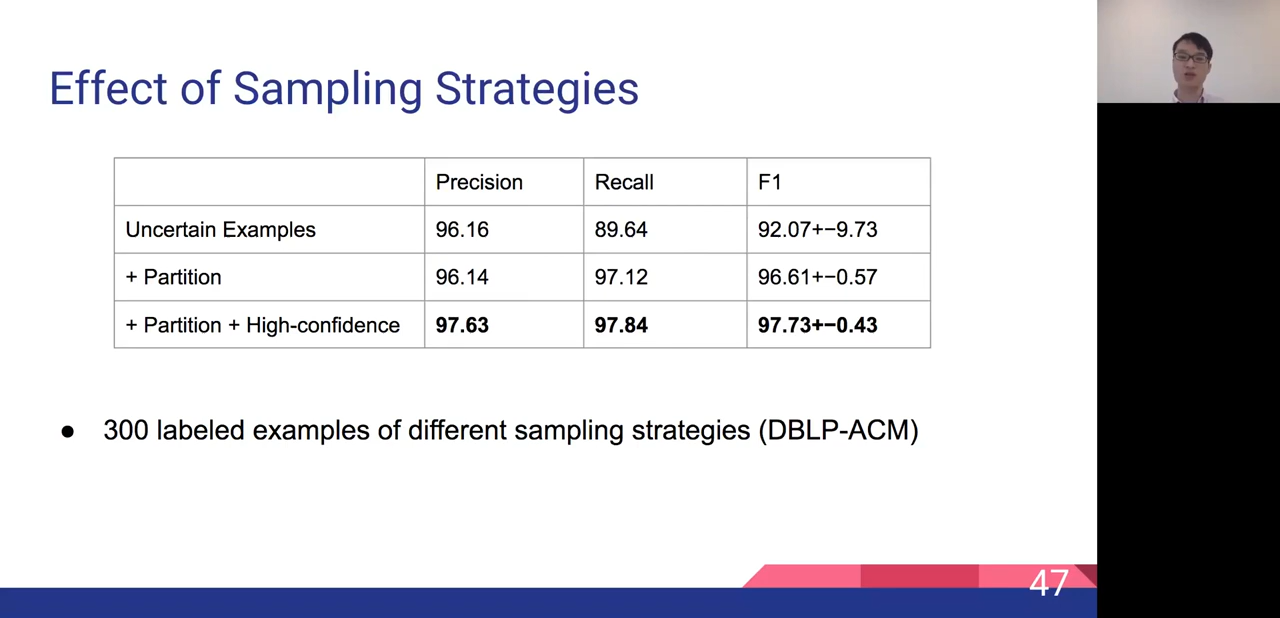 Effect of Sampling Strategies
Precision Recall F1
Uncertain Examples 96.16 89.64 92.07+−9.73
+ Partition 96.14 97.12 96.61+−0.57
+ Partition + High-confidence 97.63 97.84 97.73+−0.43
● 300 labeled examples of different sampling strategies (DBLP-ACM)
47